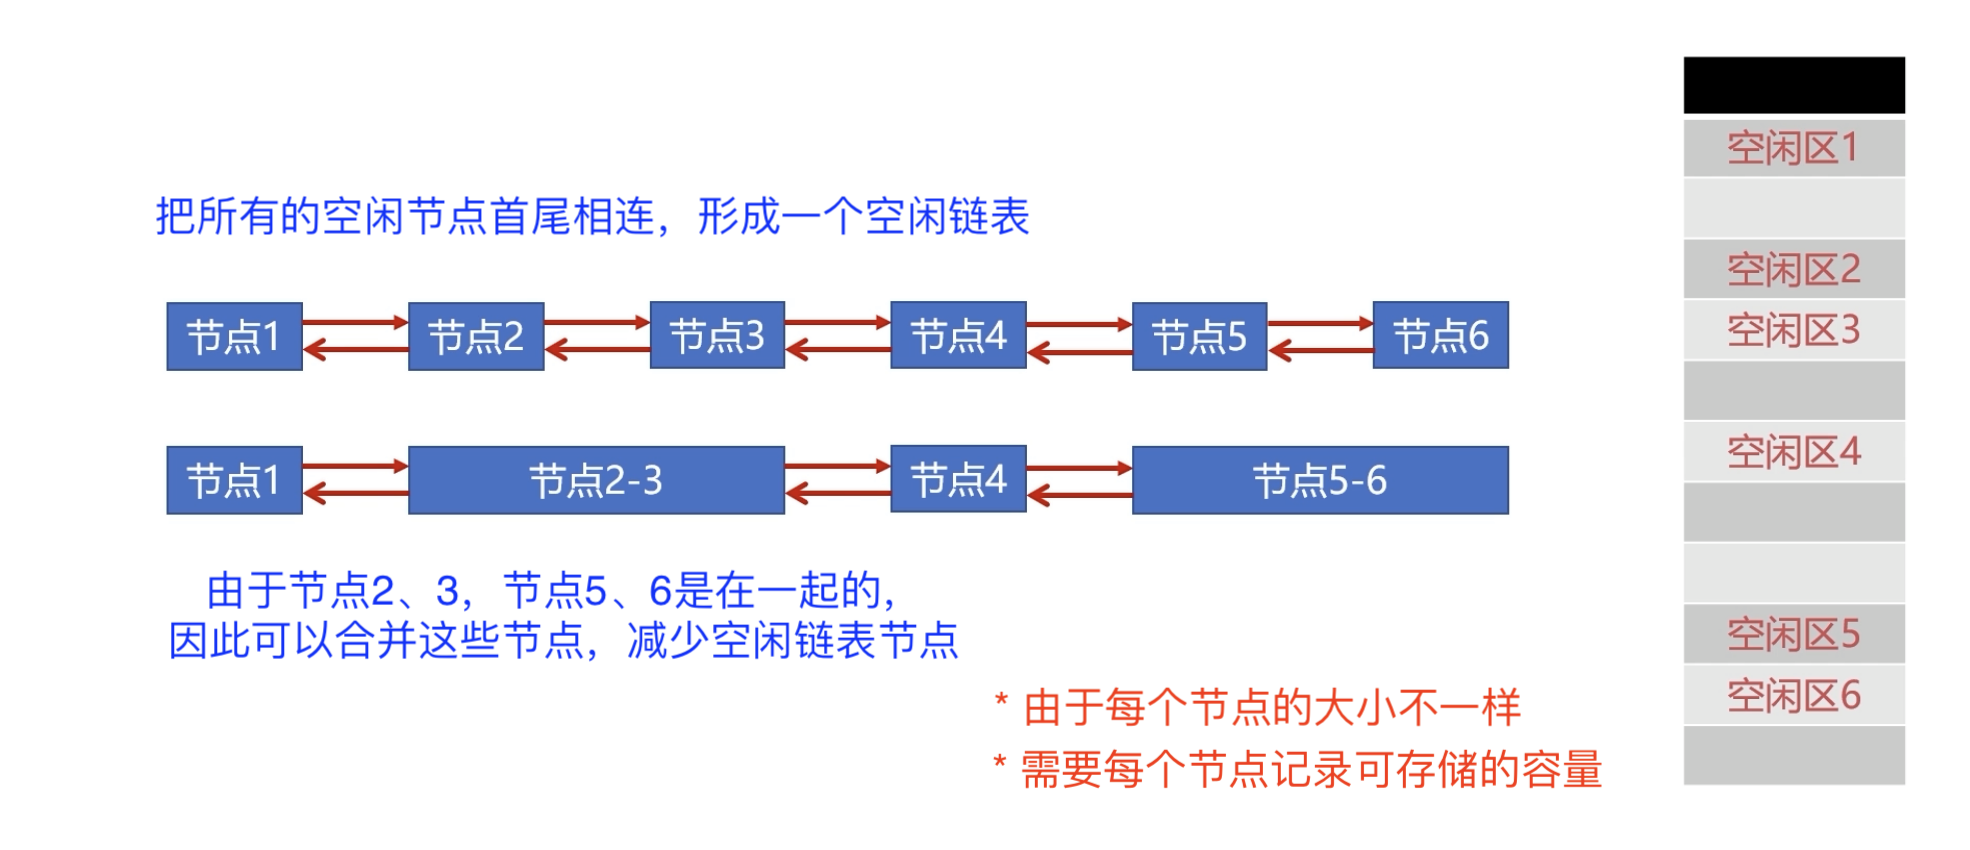 把所有的空闲节点首尾相连，形成一个空闲链表
节点1
节点2
节点3
节点4
节点5
节点6
节点1
节点2-3
节点4
节点5-6
由于节点2、3，节点5、6是在一起的，
因此可以合并这些节点，减少空闲链表节点
* 由于每个节点的大小不一样
* 需要每个节点记录可存储的容量
空闲区1
空闲区2
空闲区3
空闲区4
空闲区5
空闲区6